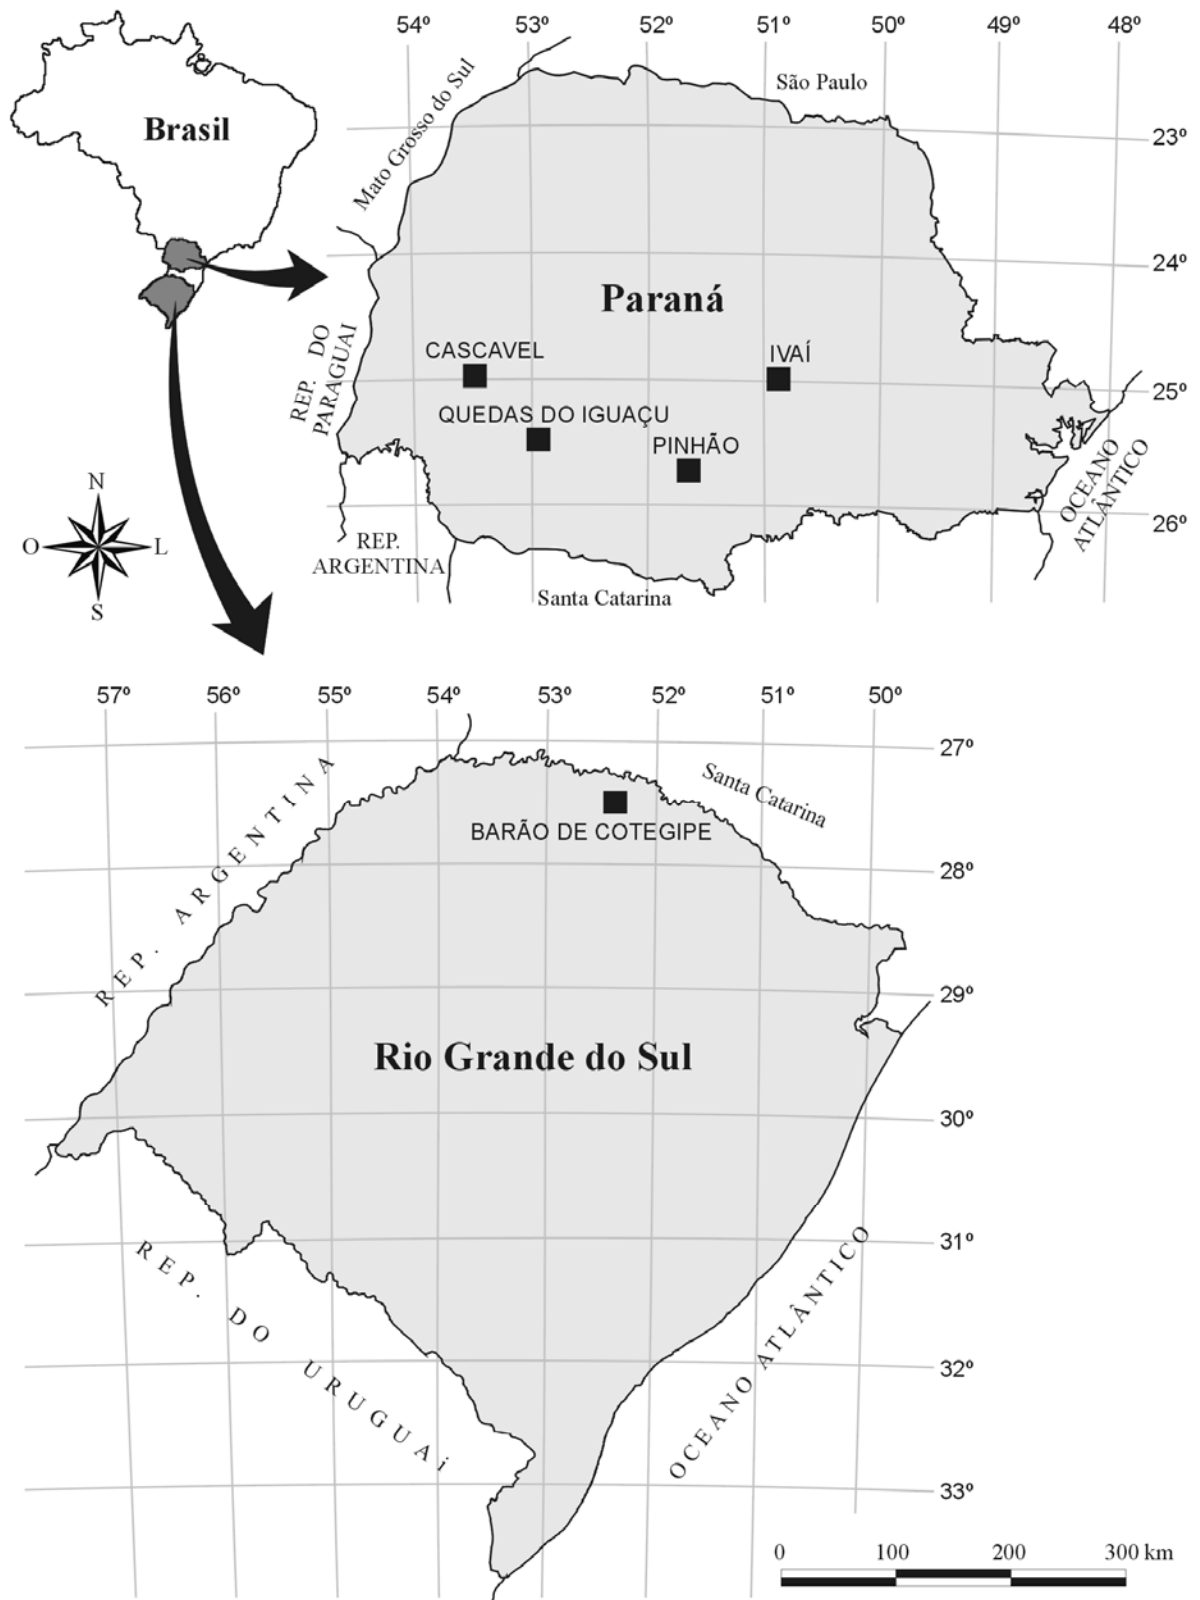 54º 53º 52º 51º 50º 49º 48º
São Paulo
Mato Grosso do Sul
Brasil
23º
24º
Paraná
REP. DO
PARAGUAI
CASCAVEL
IVAÍ
25º
QUEDAS DO IGUAÇU
PINHÃO
OCEANO
ATLÂNTICO
26º
N
O L
S
REP.
ARGENTINA
Santa Catarina
57º 56º 55º 54º 53º 52º 51º 50º
27º
REP. ARGENTINA
Santa Catarina
BARÃO DE COTEGIPE
28º
29º
Rio Grande do Sul
30º
31º
REP. DO URUGUAi
OCEANO ATLÂNTICO
32º
33º
0 100 200 300 km